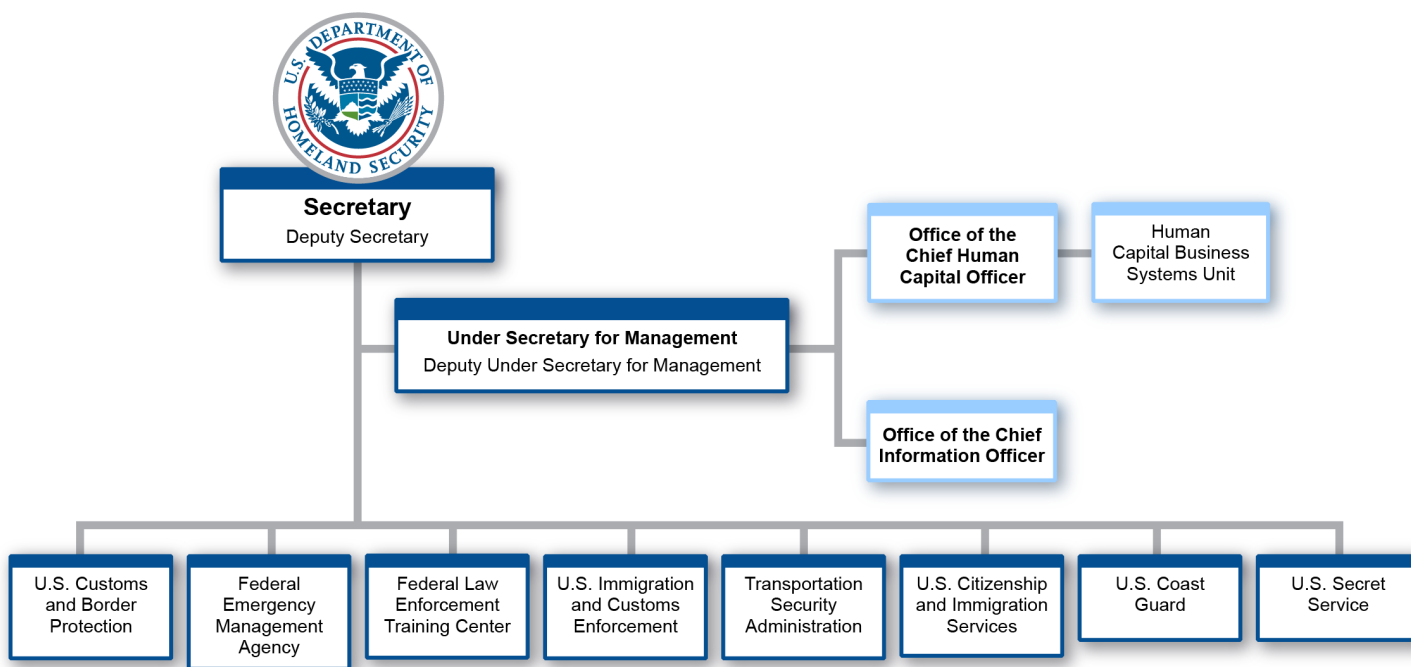 U.S. DEPARTMENT OF
HOMELAND SECURITY
Secretary
Deputy Secretary
Under Secretary for Management
Deputy Under Secretary for Management
Office of the
Chief Human
Capital Officer
Human
Capital Business
Systems Unit
Office of the Chief
Information Officer
U.S. Customs
and Border
Protection
Federal
Emergency
Management
Agency
Federal Law
Enforcement
Training Center
U.S. Immigration
and Customs
Enforcement
Transportation
Security
Administration
U.S. Citizenship
and Immigration
Services
U.S. Coast
Guard
U.S. Secret
Service